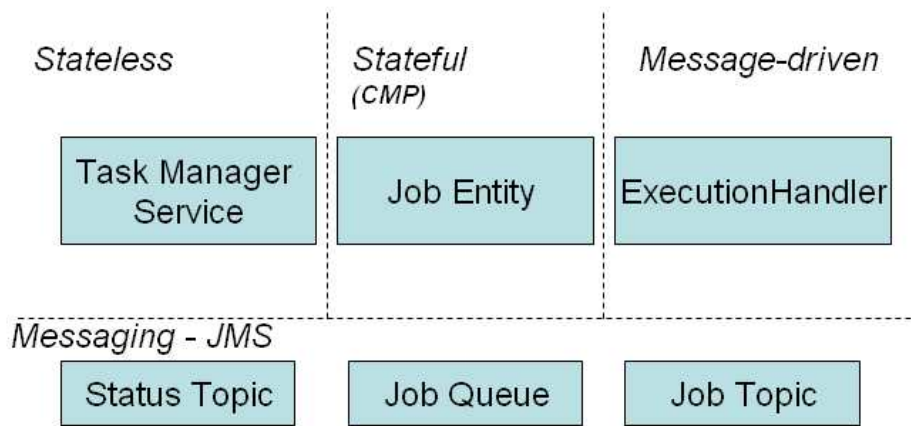 Stateless
Stateful
(CMP)
Message-driven
Task Manager
Service
Job Entity
ExecutionHandler
Messaging - JMS
Status Topic
Job Queue
Job Topic